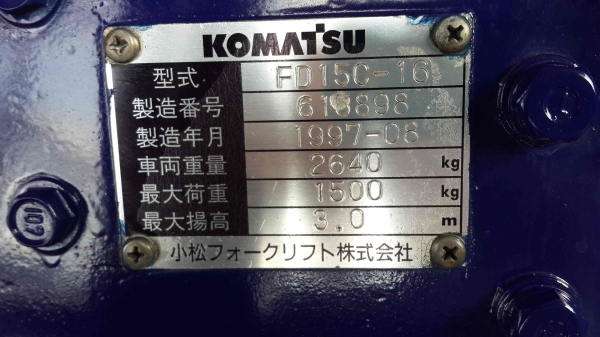 KOMATSU
型式 FD15C-16
製造番号 616898
製造年月 1997-08
車両重量 2640 kg
最大荷重 1500 kg
最大揚高 3.0 m
小松フォークリフト株式会社